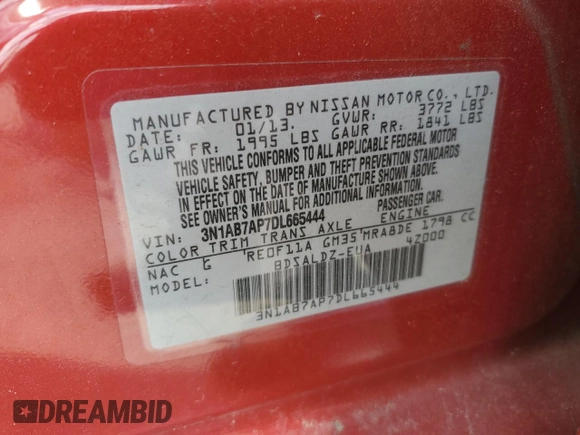 MANUFACTURED BY NISSAN MOTOR CO., LTD.
DATE: 01/13. GVWR: 3772 LBS
GAWR FR: 1995 LBS GAWR RR: 1841 LBS
THIS VEHICLE CONFORMS TO ALL APPLICABLE FEDERAL MOTOR
VEHICLE SAFETY, BUMPER AND THEFT PREVENTION STANDARDS
IN EFFECT ON THE DATE OF MANUFACTURE SHOWN ABOVE.
SEE OWNER'S MANUAL FOR ADDITIONAL INFORMATION.
VIN: 3N1AB7AP7DL665444 PASSENGER CAR.
COLOR TRIM TRANS AXLE ENGINE
NAC G RE0F11A GM35 MRA8DE 1798 CC
MODEL: BDSALDZ-EUA 4Z000
3N1AB7AP7DL665444
DREAMBID